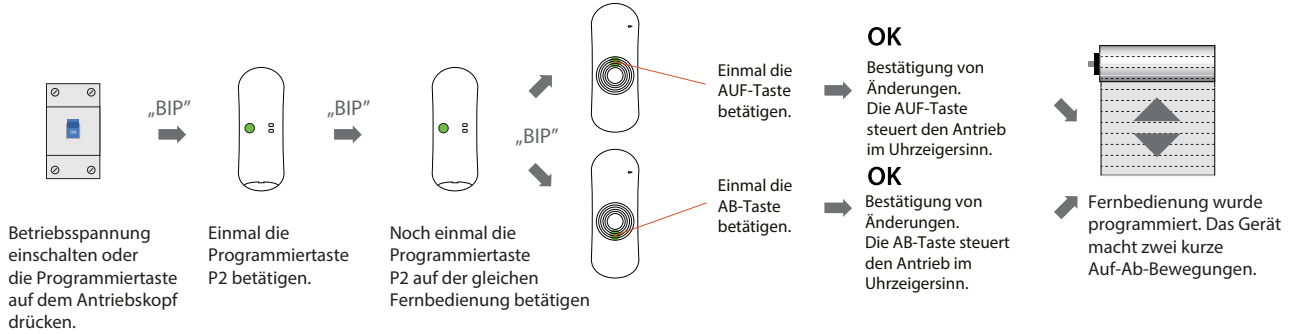 ON
„BIP”
„BIP”
„BIP”
Betriebsspannung
einschalten oder
die Programmiertaste
auf dem Antriebskopf
drücken.
Einmal die
Programmiertaste
P2 betätigen.
Noch einmal die
Programmiertaste
P2 auf der gleichen
Fernbedienung betätigen
Einmal die
AUF-Taste
betätigen.
Einmal die
AB-Taste
betätigen.
OK
Bestätigung von
Änderungen.
Die AUF-Taste
steuert den Antrieb
im Uhrzeigersinn.
OK
Bestätigung von
Änderungen.
Die AB-Taste steuert
den Antrieb im
Uhrzeigersinn.
Fernbedienung wurde
programmiert. Das Gerät
macht zwei kurze
Auf-Ab-Bewegungen.